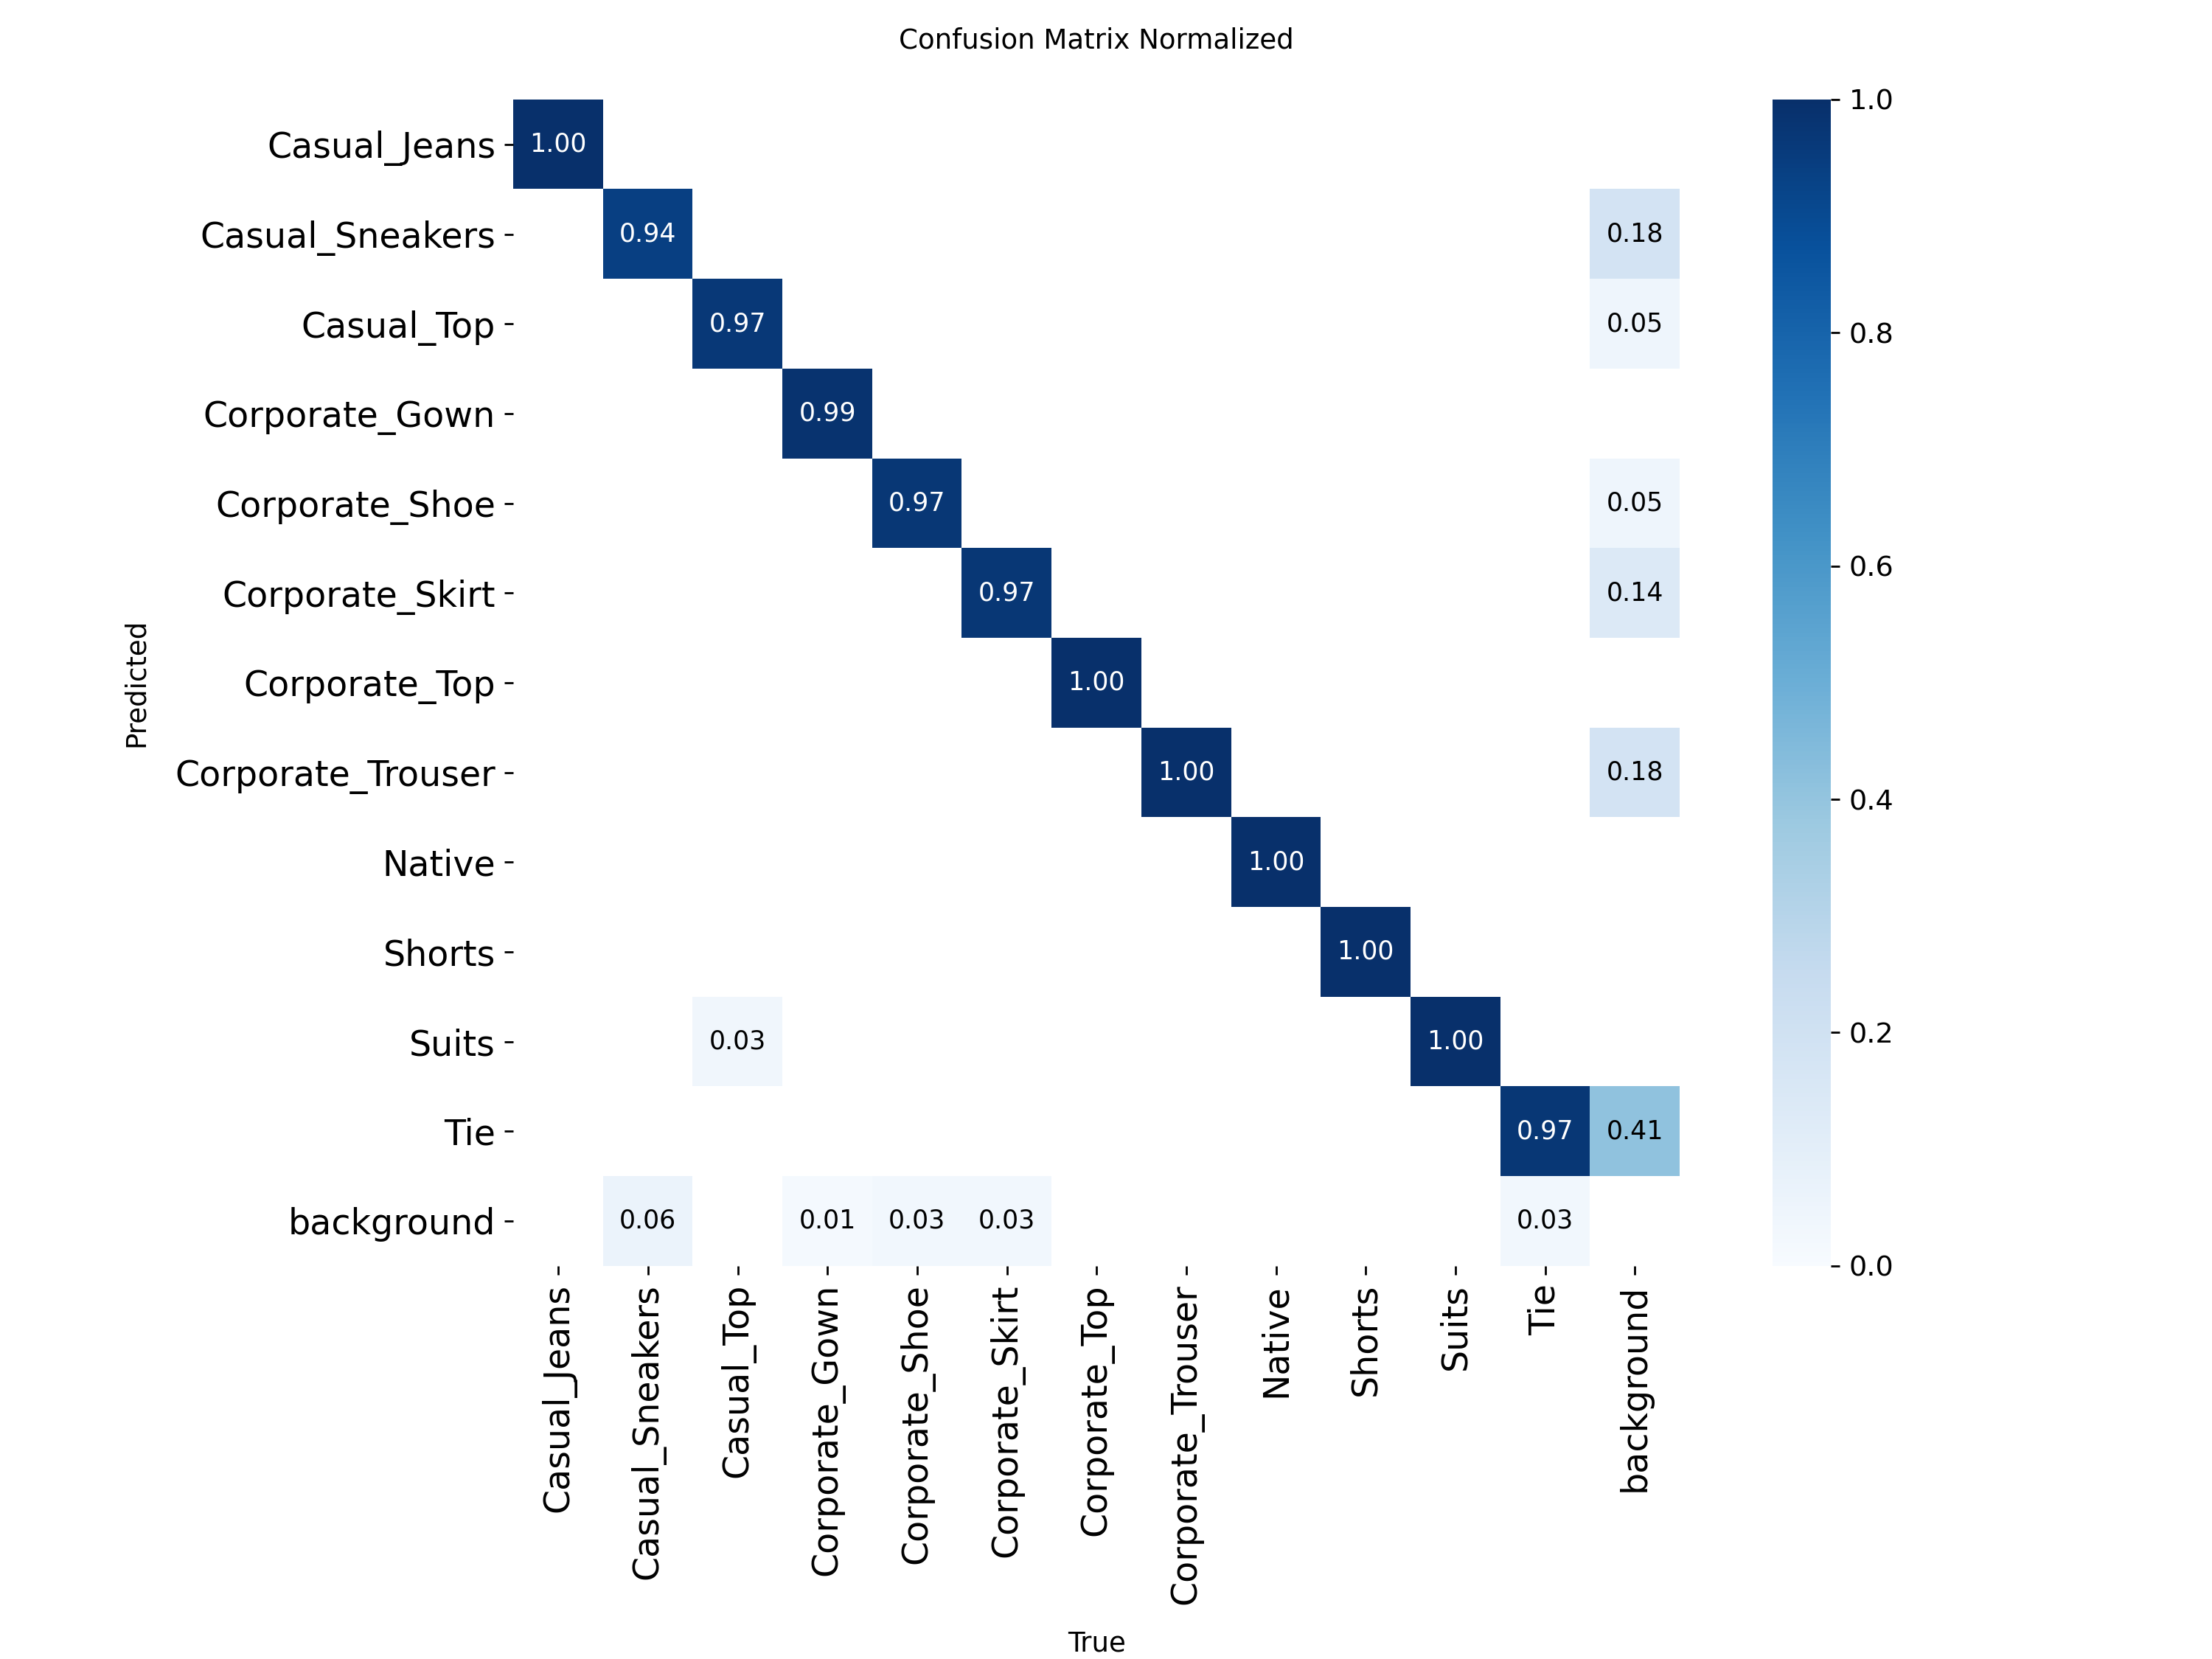 Confusion Matrix Normalized
Predicted
Casual_Jeans 1.00
Casual_Sneakers 0.94 0.18
Casual_Top 0.97 0.05
Corporate_Gown 0.99
Corporate_Shoe 0.97 0.05
Corporate_Skirt 0.97 0.14
Corporate_Top 1.00
Corporate_Trouser 1.00 0.18
Native 1.00
Shorts 1.00
Suits 0.03 1.00
Tie 0.97 0.41
background 0.06 0.01 0.03 0.03 0.03
Casual_Jeans
Casual_Sneakers
Casual_Top
Corporate_Gown
Corporate_Shoe
Corporate_Skirt
Corporate_Top
Corporate_Trouser
Native
Shorts
Suits
Tie
background
True
1.0
0.8
0.6
0.4
0.2
0.0